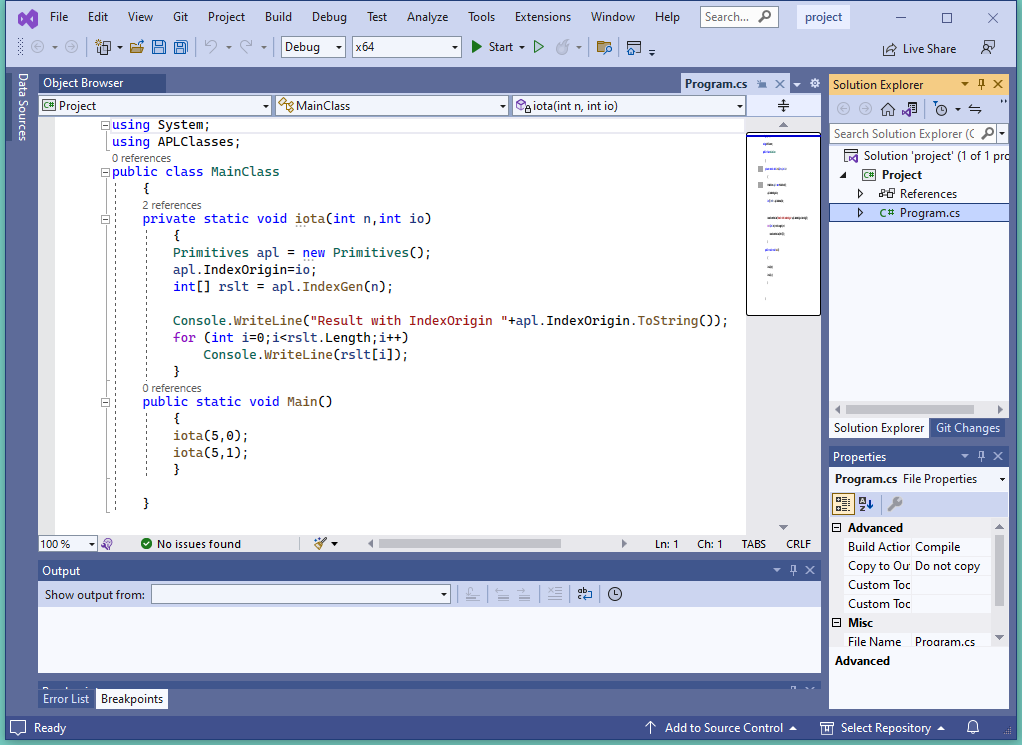 File Edit View Git Project Build Debug Test Analyze Tools Extensions Window Help Search... project
Debug x64 Start Live Share
Data Sources
Object Browser Program.cs
Project MainClass iota(int n, int io)
using System;
using APLClasses;
0 references
public class MainClass
{
2 references
private static void iota(int n,int io)
{
Primitives apl = new Primitives();
apl.IndexOrigin=io;
int[] rslt = apl.IndexGen(n);
Console.WriteLine("Result with IndexOrigin "+apl.IndexOrigin.ToString());
for (int i=0;i<rslt.Length;i++)
Console.WriteLine(rslt[i]);
}
0 references
public static void Main()
{
iota(5,0);
iota(5,1);
}
}
100 % No issues found Ln: 1 Ch: 1 TABS CRLF
Output
Show output from:
Error List Breakpoints
Solution Explorer
Search Solution Explorer (C
Solution 'project' (1 of 1 prc
C# Project
References
C# Program.cs
Solution Explorer Git Changes
Properties
Program.cs File Properties
Advanced
Build Action Compile
Copy to Ou Do not copy
Custom Toc
Custom Toc
Misc
File Name Program.cs
Advanced
Ready Add to Source Control Select Repository